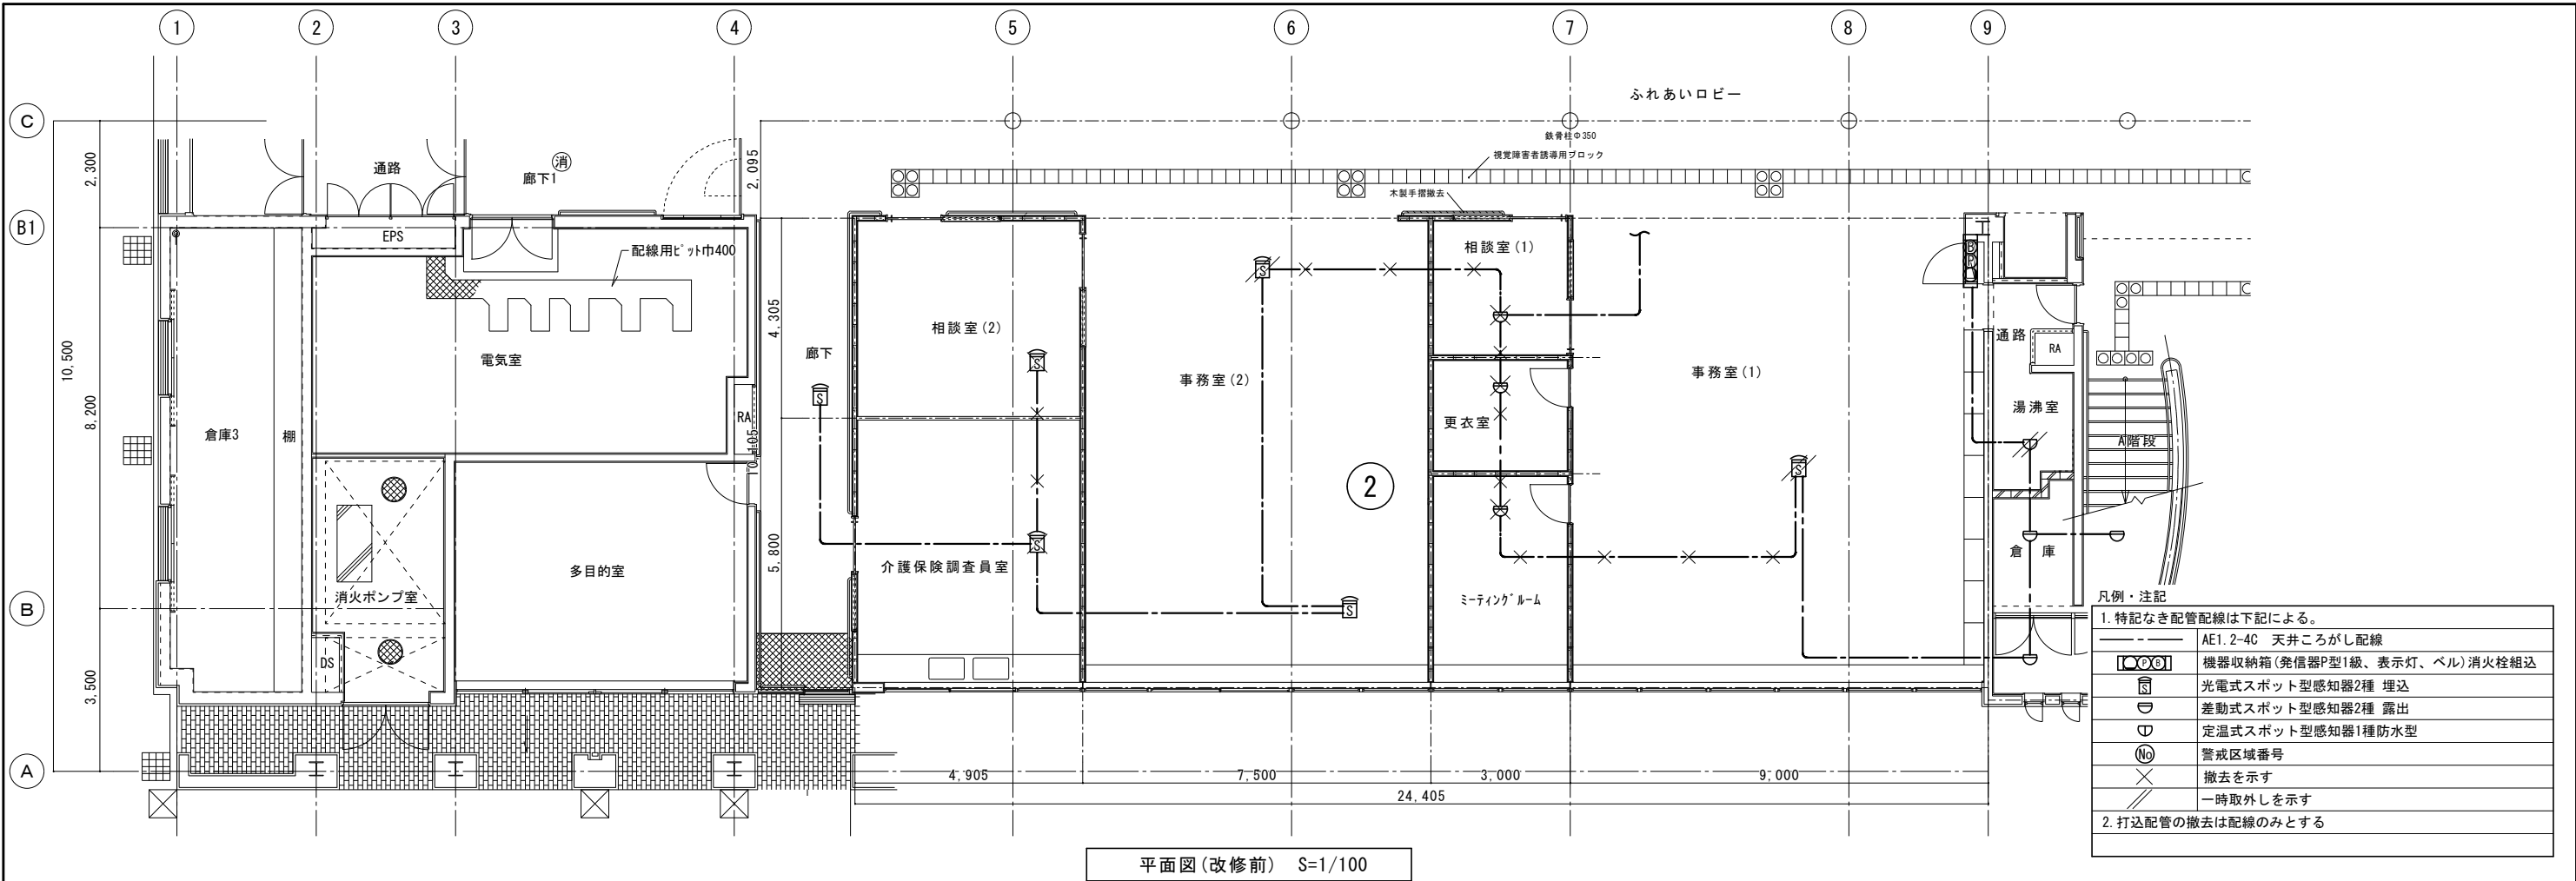 1 2 3 4 5 6 7 8 9
ふれあいロビー
C
鉄骨柱Φ350
視覚障害者誘導用ブロック
消
2,300
通路
廊下1
2,095
木製手摺撤去
B1
EPS
配線用ピット巾400
相談室(1)
B
P
4,305
相談室(2)
通路
RA
10,500
電気室
廊下
S
S
S
事務室(2)
事務室(1)
8,200
倉庫3
棚
RA
10,105
更衣室
湯沸室
A階段
S
2
5,800
S
介護保険調査員室
倉 庫
多目的室
消火ポンプ室
ミーティングルーム
B
S
3,500
DS
A
4,905
7,500
3,000
9,000
24,405
凡例・注記
1.特記なき配管配線は下記による。
AE1.2-4C 天井ころがし配線
P B 機器収納箱(発信器P型1級、表示灯、ベル)消火栓組込
S 光電式スポット型感知器2種 埋込
差動式スポット型感知器2種 露出
定温式スポット型感知器1種防水型
No 警戒区域番号
撤去を示す
一時取外しを示す
2.打込配管の撤去は配線のみとする
平面図(改修前) S=1/100